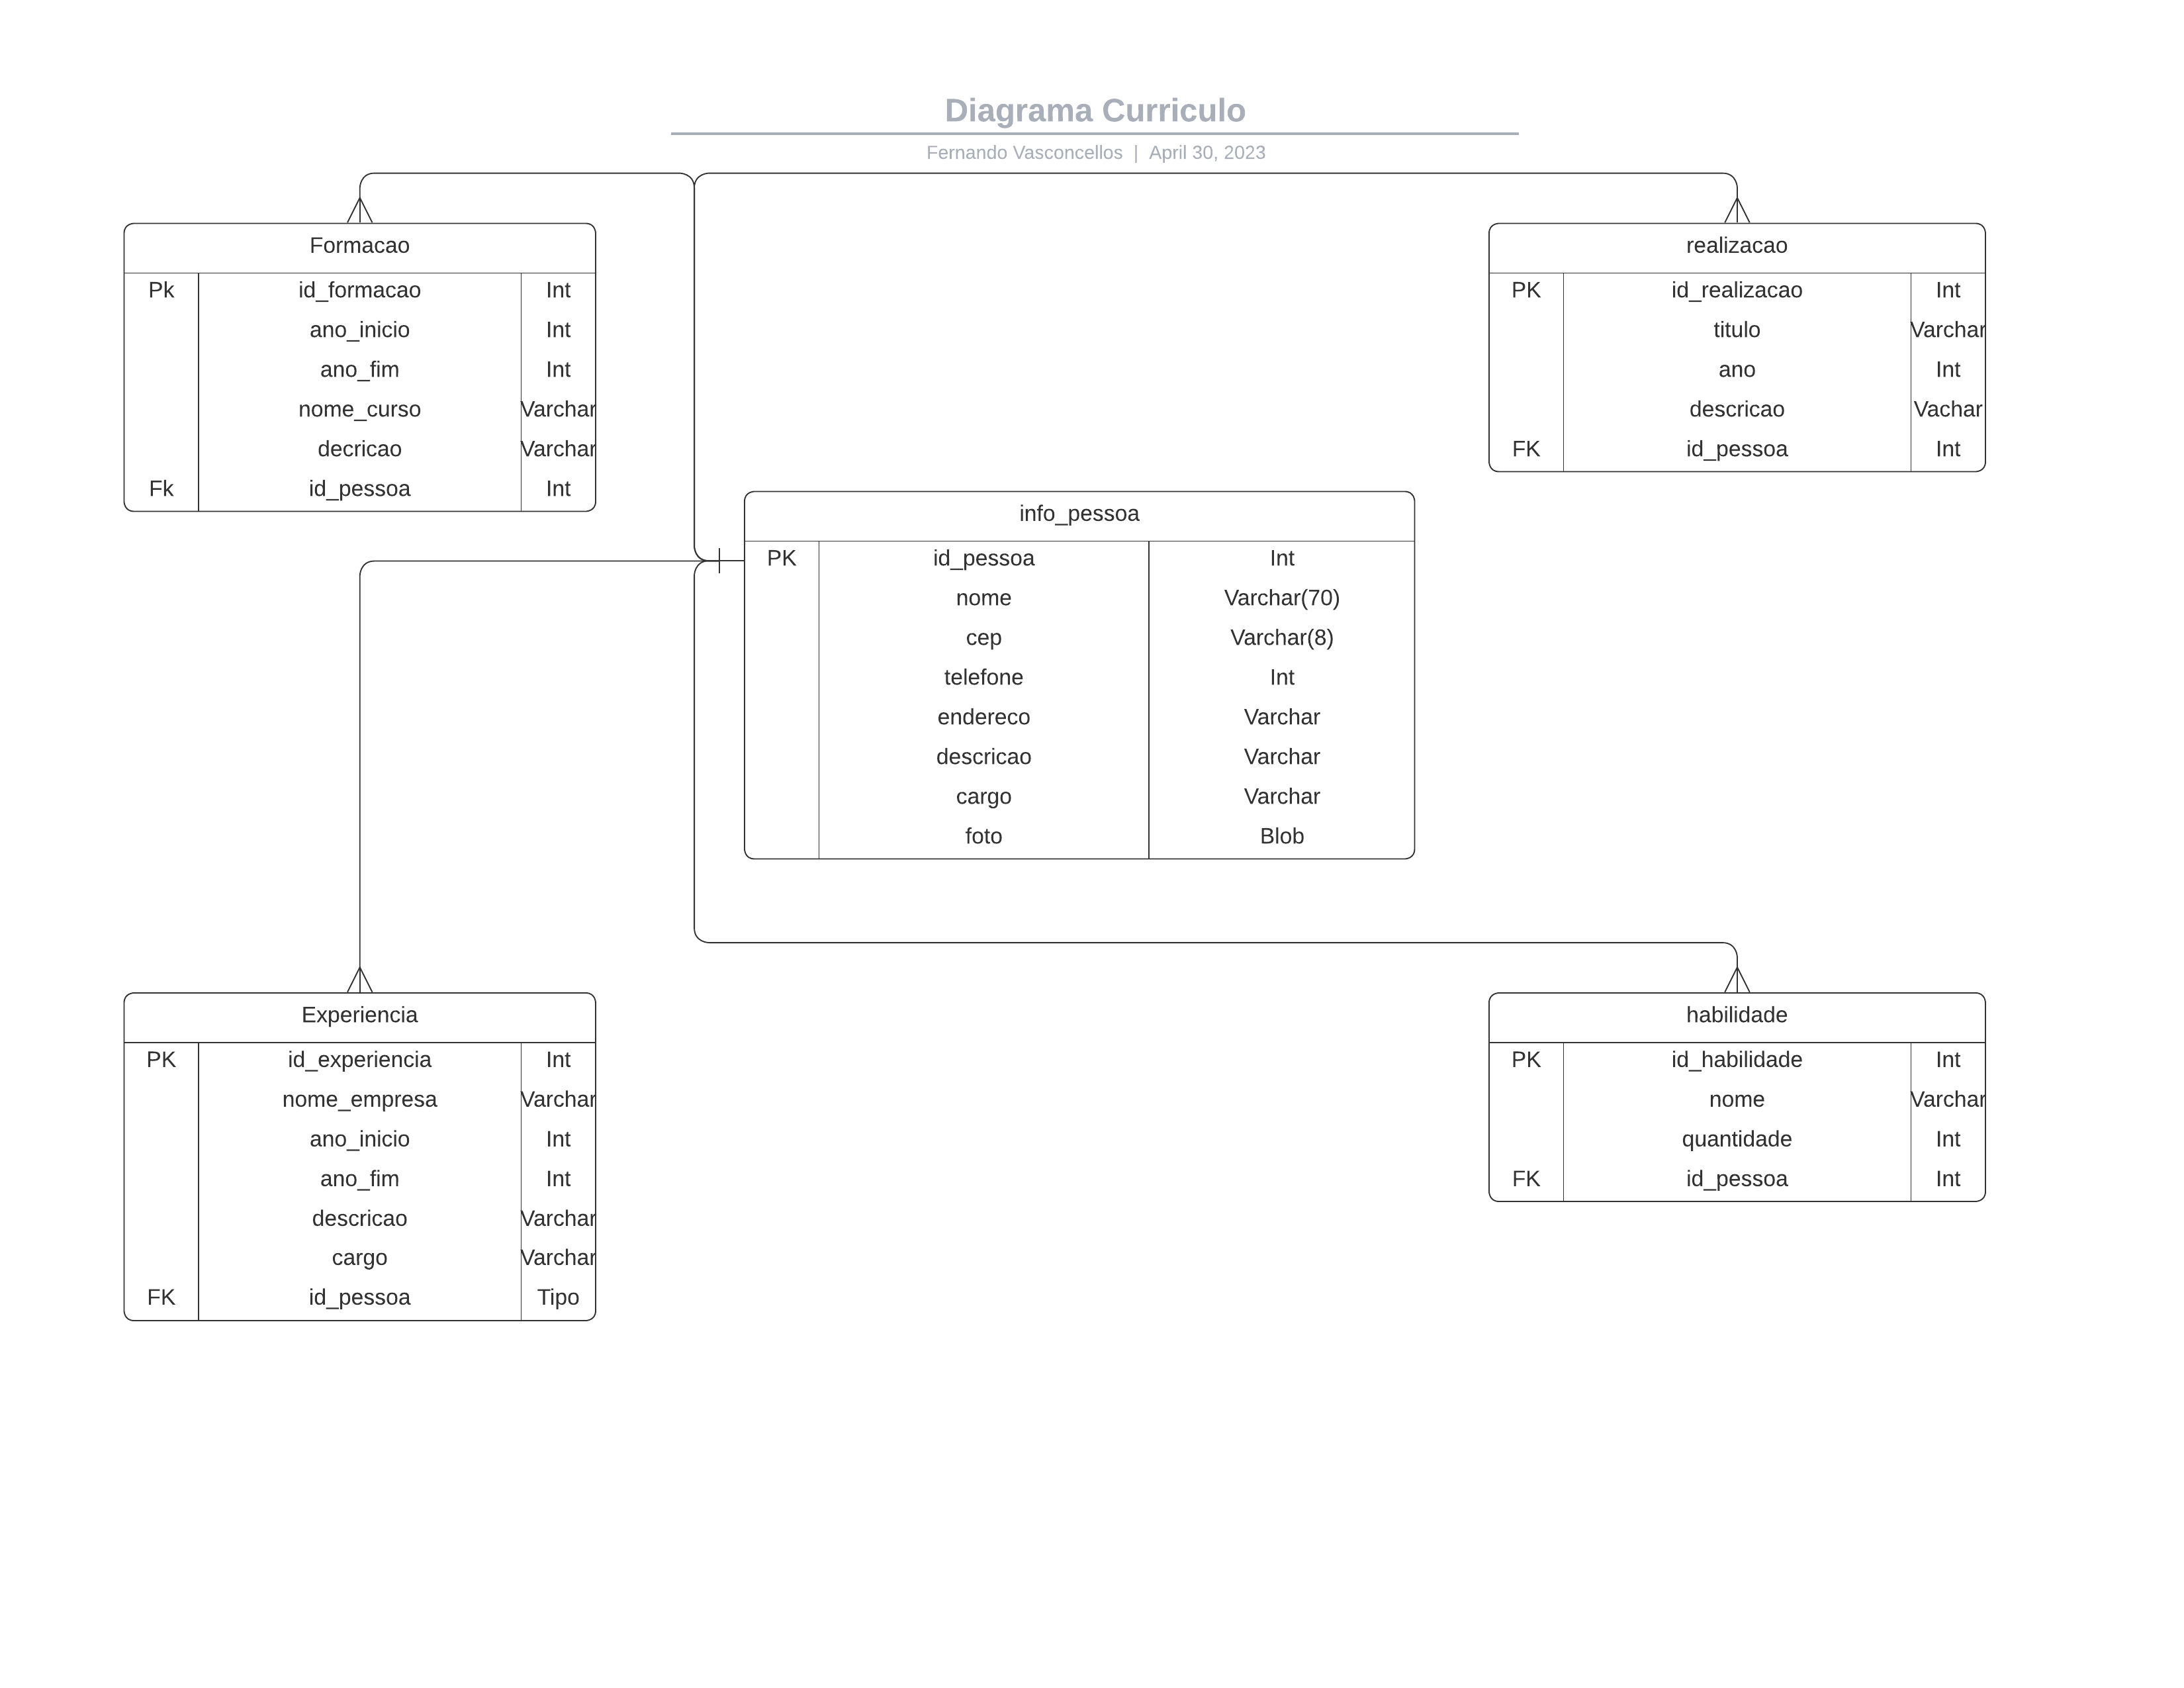 Diagrama Curriculo
Fernando Vasconcellos | April 30, 2023
Formacao
Pk id_formacao Int
ano_inicio Int
ano_fim Int
nome_curso Varchar
decricao Varchar
Fk id_pessoa Int
realizacao
PK id_realizacao Int
titulo Varchar
ano Int
descricao Vachar
FK id_pessoa Int
info_pessoa
PK id_pessoa Int
nome Varchar(70)
cep Varchar(8)
telefone Int
endereco Varchar
descricao Varchar
cargo Varchar
foto Blob
Experiencia
PK id_experiencia Int
nome_empresa Varchar
ano_inicio Int
ano_fim Int
descricao Varchar
cargo Varchar
FK id_pessoa Tipo
habilidade
PK id_habilidade Int
nome Varchar
quantidade Int
FK id_pessoa Int